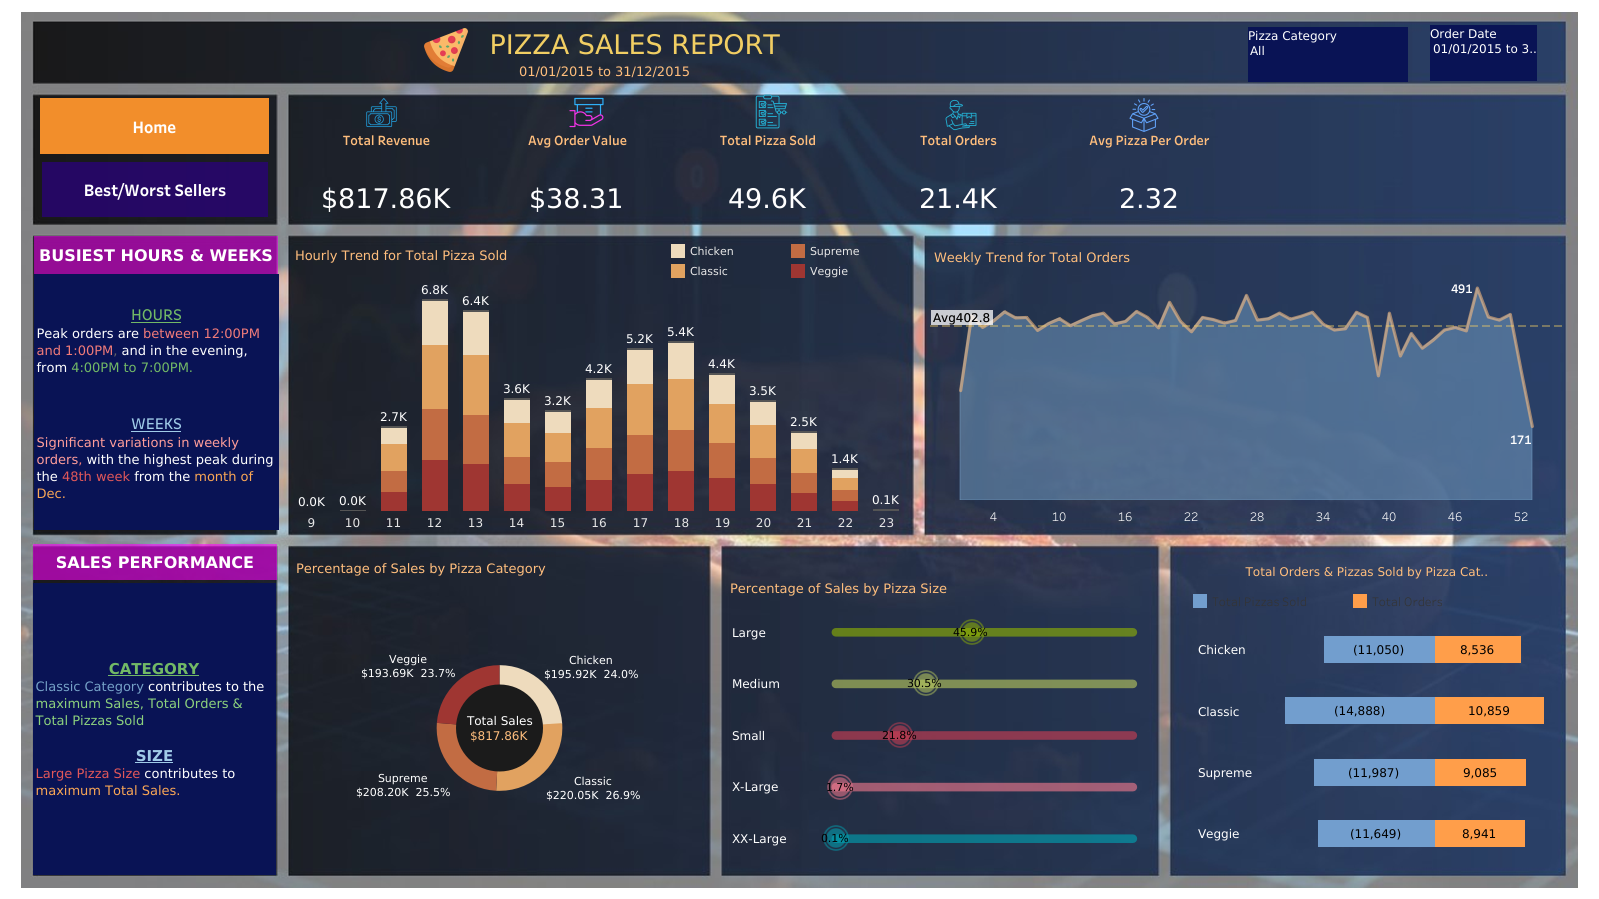 PIZZA SALES REPORT
01/01/2015 to 31/12/2015
Pizza Category
All
Order Date
01/01/2015 to 3..
Home
Best/Worst Sellers
Total Revenue
$817.86K
Avg Order Value
$38.31
Total Pizza Sold
49.6K
Total Orders
21.4K
Avg Pizza Per Order
2.32
BUSIEST HOURS & WEEKS
HOURS
Peak orders are between 12:00PM
and 1:00PM, and in the evening,
from 4:00PM to 7:00PM.
WEEKS
Significant variations in weekly
orders, with the highest peak during
the 48th week from the month of
Dec.
Hourly Trend for Total Pizza Sold
Chicken
Supreme
Classic
Veggie
0.0K
0.0K
2.7K
6.8K
6.4K
3.6K
3.2K
4.2K
5.2K
5.4K
4.4K
3.5K
2.5K
1.4K
0.1K
9 10 11 12 13 14 15 16 17 18 19 20 21 22 23
Weekly Trend for Total Orders
Avg402.8
491
171
4 10 16 22 28 34 40 46 52
SALES PERFORMANCE
CATEGORY
Classic Category contributes to the
maximum Sales, Total Orders &
Total Pizzas Sold
SIZE
Large Pizza Size contributes to
maximum Total Sales.
Percentage of Sales by Pizza Category
Veggie
$193.69K 23.7%
Chicken
$195.92K 24.0%
Total Sales
$817.86K
Supreme
$208.20K 25.5%
Classic
$220.05K 26.9%
Percentage of Sales by Pizza Size
Large
45.9%
Medium
30.5%
Small
21.8%
X-Large
1.7%
XX-Large
0.1%
Total Orders & Pizzas Sold by Pizza Cat..
Total Orders
Chicken (11,050) 8,536
Classic (14,888) 10,859
Supreme (11,987) 9,085
Veggie (11,649) 8,941